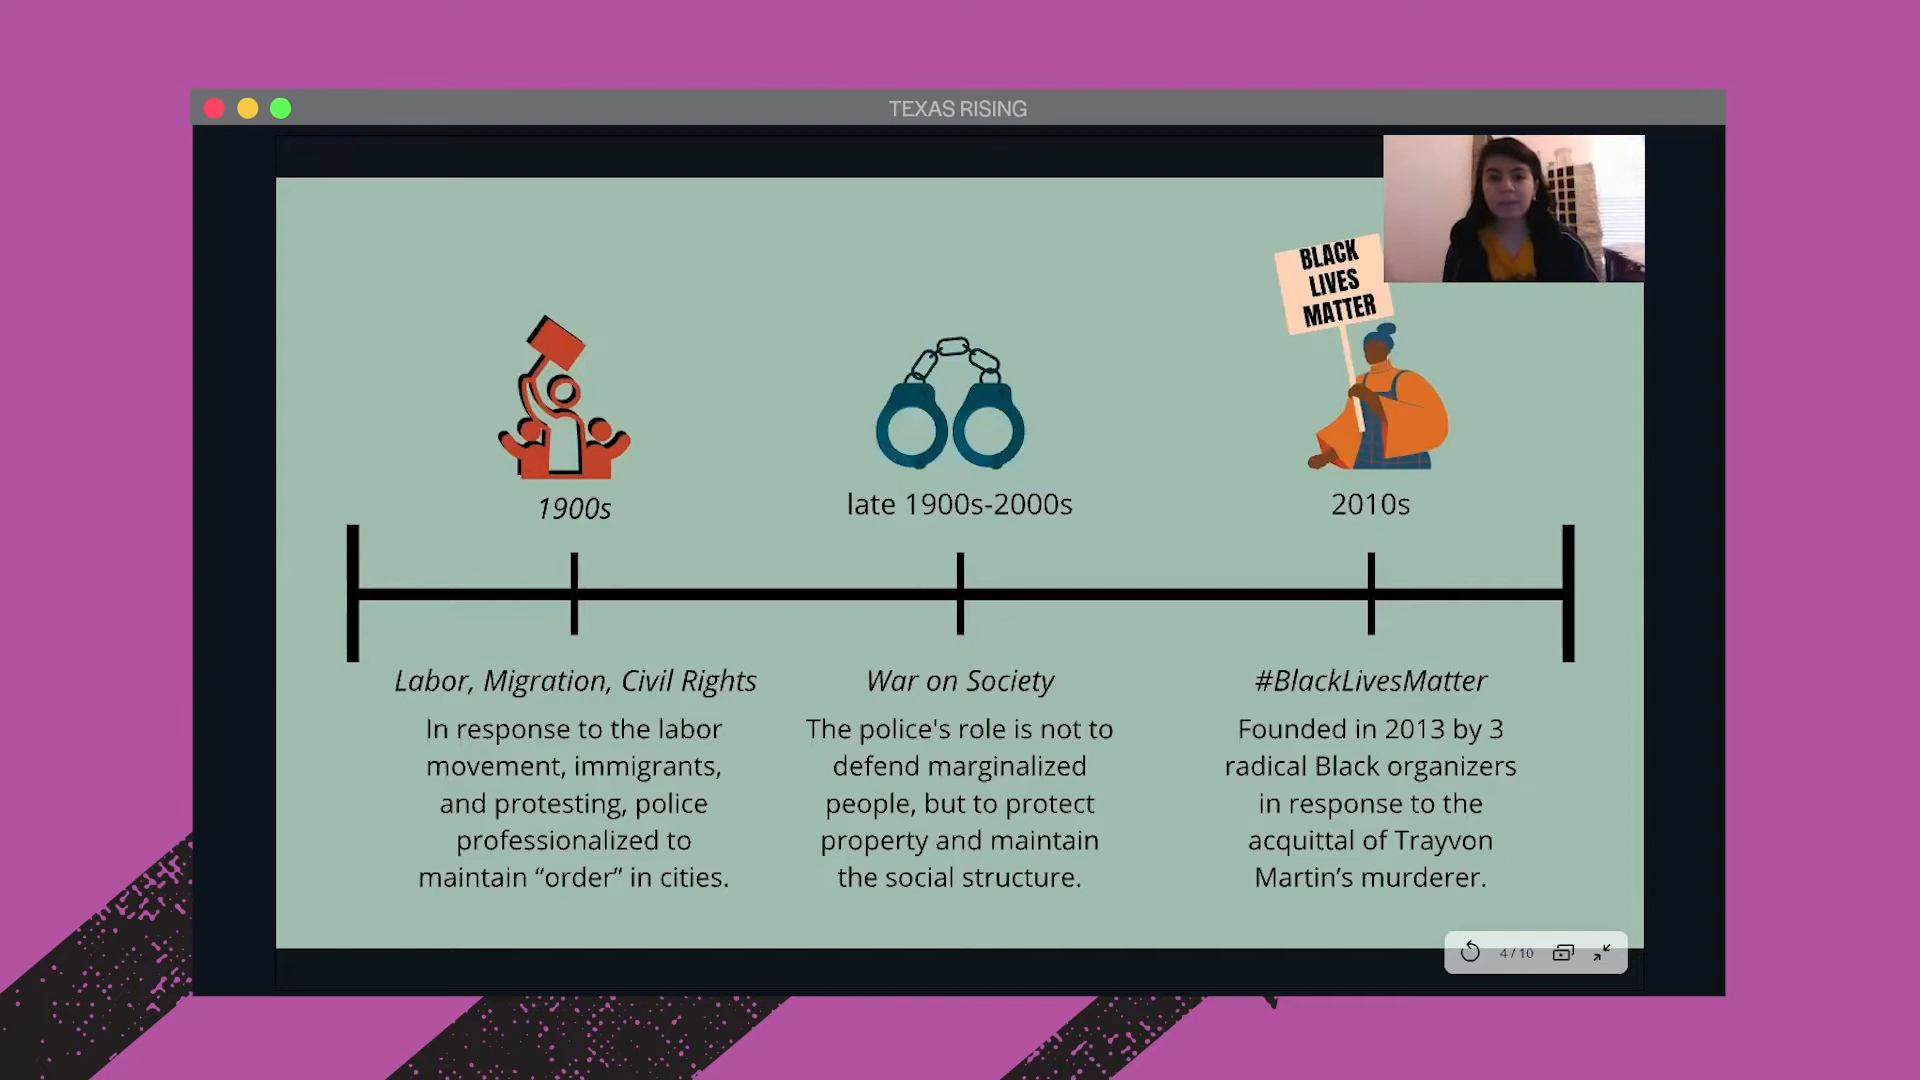 TEXAS RISING
BLACK
LIVES
MATTER
1900s
late 1900s-2000s
2010s
Labor, Migration, Civil Rights
In response to the labor
movement, immigrants,
and protesting, police
professionalized to
maintain “order” in cities.
War on Society
The police's role is not to
defend marginalized
people, but to protect
property and maintain
the social structure.
#BlackLivesMatter
Founded in 2013 by 3
radical Black organizers
in response to the
acquittal of Trayvon
Martin’s murderer.
4 / 10